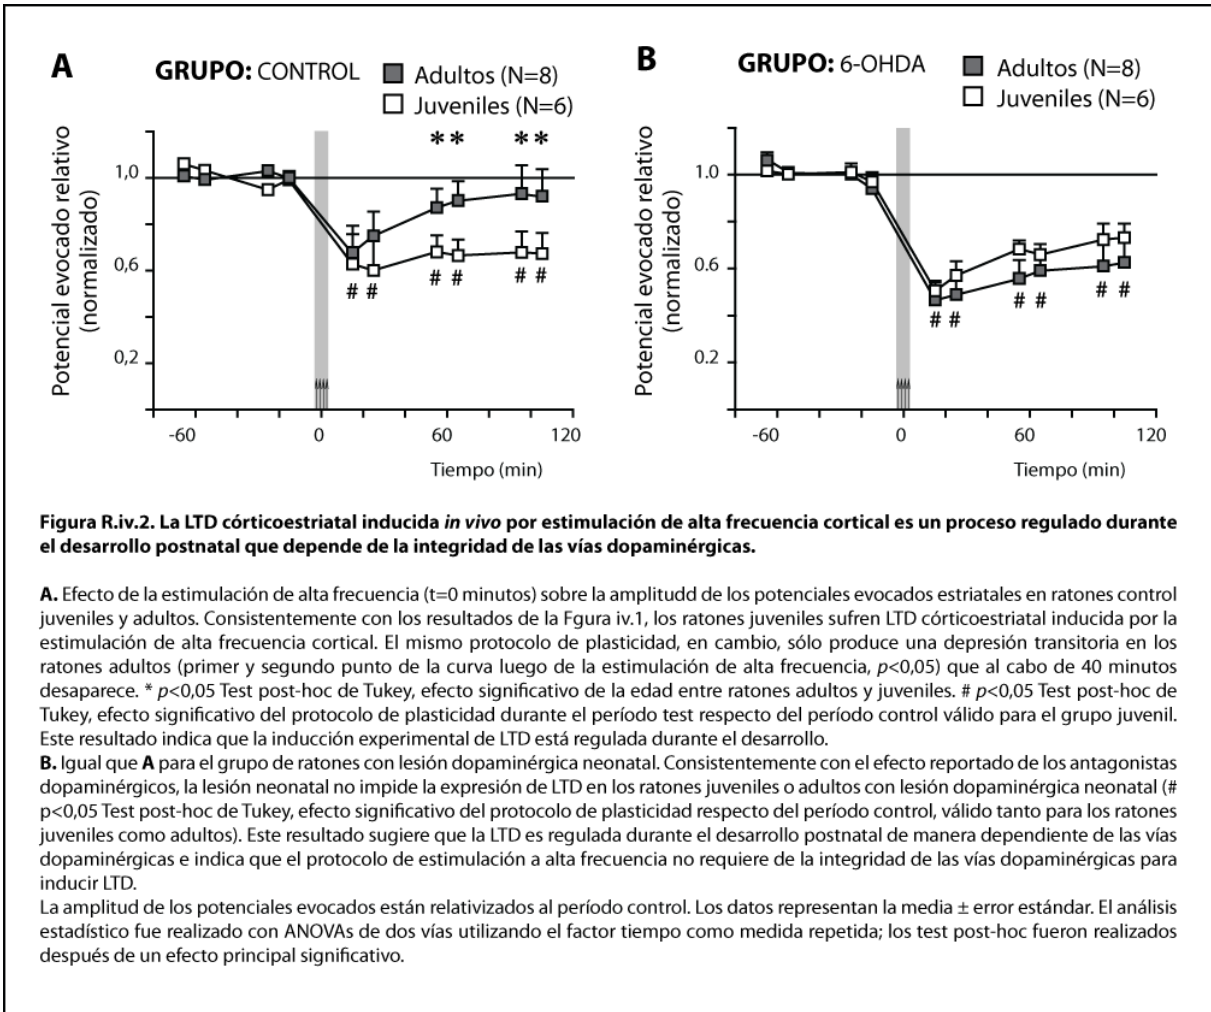 A
GRUPO: CONTROL
Adultos (N=8)
Juveniles (N=6)
Potencial evocado relativo
(normalizado)
1,0
0,6
0,2
** **
# # # # # #
-60 0 60 120
Tiempo (min)
B
GRUPO: 6-OHDA
Adultos (N=8)
Juveniles (N=6)
Potencial evocado relativo
(normalizado)
1.0
0.6
0.2
# # # # # #
-60 0 60 120
Tiempo (min)
Figura R.iv.2. La LTD córticoestriatal inducida in vivo por estimulación de alta frecuencia cortical es un proceso regulado durante
el desarrollo postnatal que depende de la integridad de las vías dopaminérgicas.
A. Efecto de la estimulación de alta frecuencia (t=0 minutos) sobre la amplitudd de los potenciales evocados estriatales en ratones control
juveniles y adultos. Consistentemente con los resultados de la Fgura iv.1, los ratones juveniles sufren LTD córticoestriatal inducida por la
estimulación de alta frecuencia cortical. El mismo protocolo de plasticidad, en cambio, sólo produce una depresión transitoria en los
ratones adultos (primer y segundo punto de la curva luego de la estimulación de alta frecuencia, p<0,05) que al cabo de 40 minutos
desaparece. * p<0,05 Test post-hoc de Tukey, efecto significativo de la edad entre ratones adultos y juveniles. # p<0,05 Test post-hoc de
Tukey, efecto significativo del protocolo de plasticidad durante el período test respecto del período control válido para el grupo juvenil.
Este resultado indica que la inducción experimental de LTD está regulada durante el desarrollo.
B. Igual que A para el grupo de ratones con lesión dopaminérgica neonatal. Consistentemente con el efecto reportado de los antagonistas
dopaminérgicos, la lesión neonatal no impide la expresión de LTD en los ratones juveniles o adultos con lesión dopaminérgica neonatal (#
p<0,05 Test post-hoc de Tukey, efecto significativo del protocolo de plasticidad respecto del período control, válido tanto para los ratones
juveniles como adultos). Este resultado sugiere que la LTD es regulada durante el desarrollo postnatal de manera dependiente de las vías
dopaminérgicas e indica que el protocolo de estimulación a alta frecuencia no requiere de la integridad de las vías dopaminérgicas para
inducir LTD.
La amplitud de los potenciales evocados están relativizados al período control. Los datos representan la media ± error estándar. El análisis
estadístico fue realizado con ANOVAs de dos vías utilizando el factor tiempo como medida repetida; los test post-hoc fueron realizados
después de un efecto principal significativo.